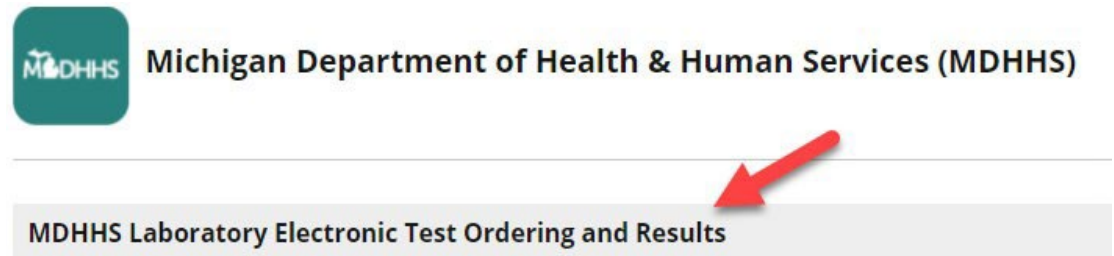 MDHHS
Michigan Department of Health & Human Services (MDHHS)
MDHHS Laboratory Electronic Test Ordering and Results